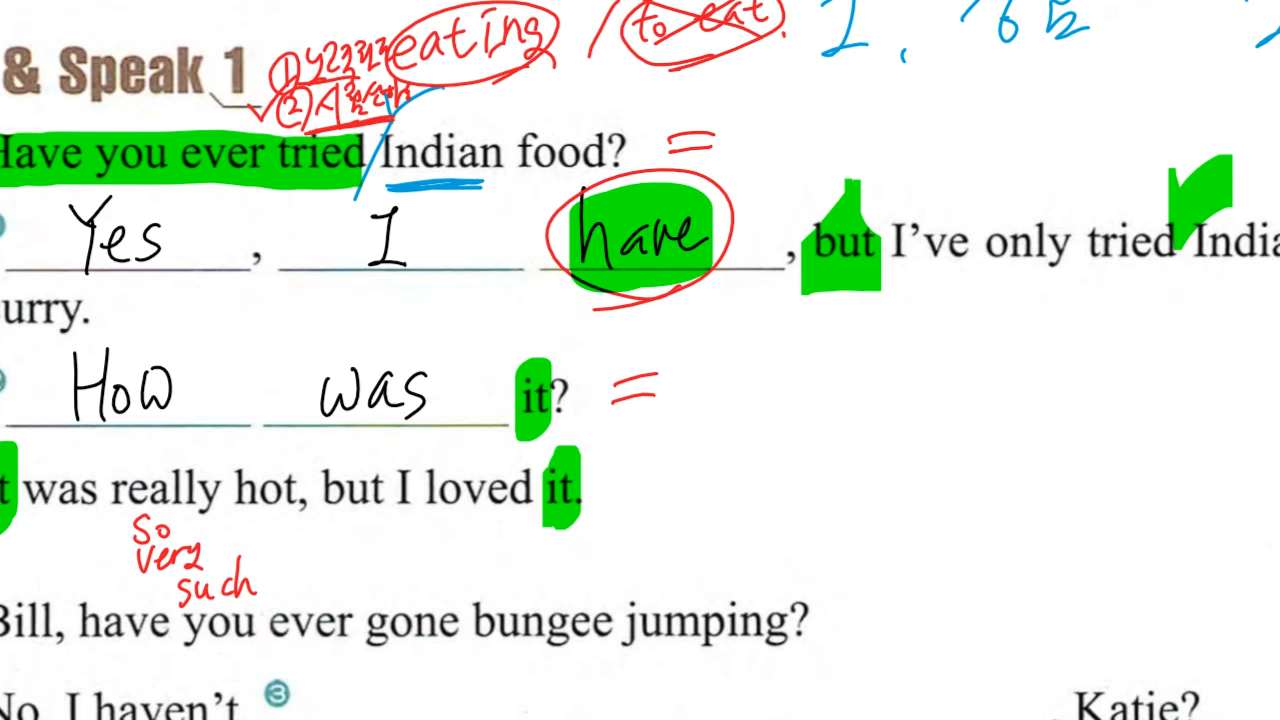 eating / to eat.
& Speak 1
Have you ever tried Indian food? =
Yes, I have, but I've only tried India
urry.
How was it? =
t was really hot, but I loved it.
so
very
such
Bill, have you ever gone bungee jumping?
No, I haven't. ③ , Katie?